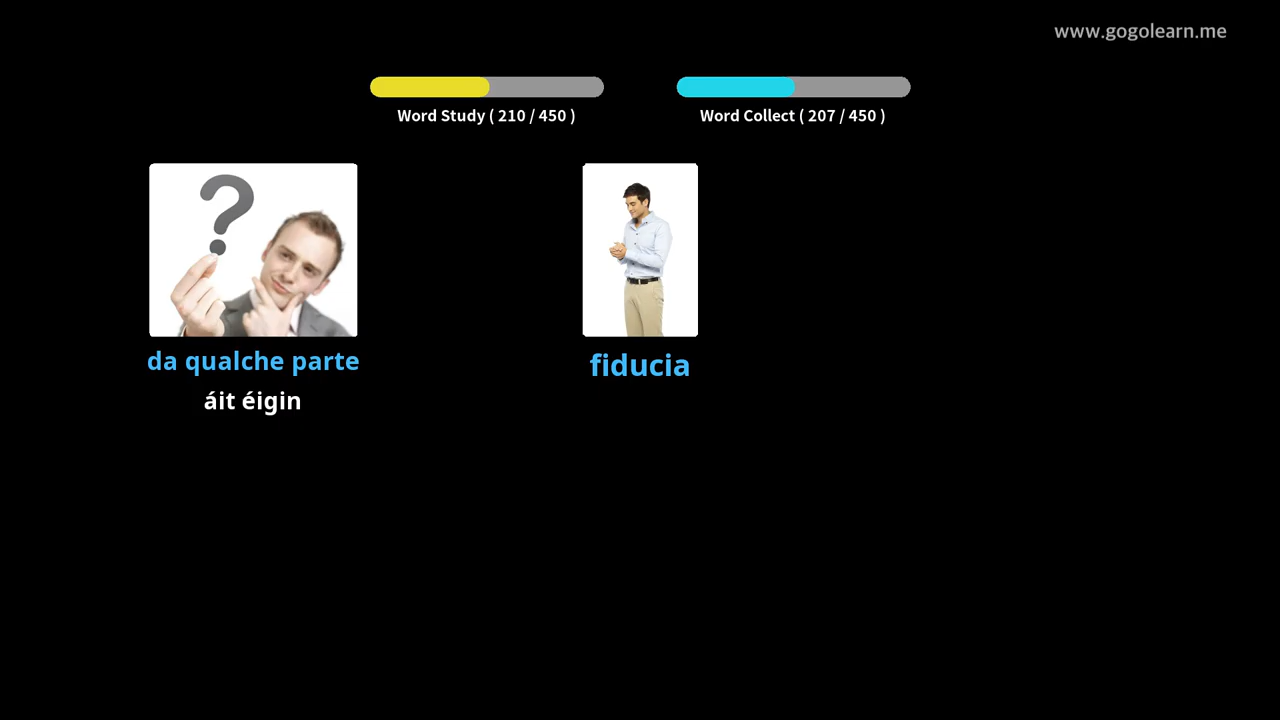 www.gogolearn.me
Word Study ( 210 / 450 )
Word Collect ( 207 / 450 )
da qualche parte
áit éigin
fiducia